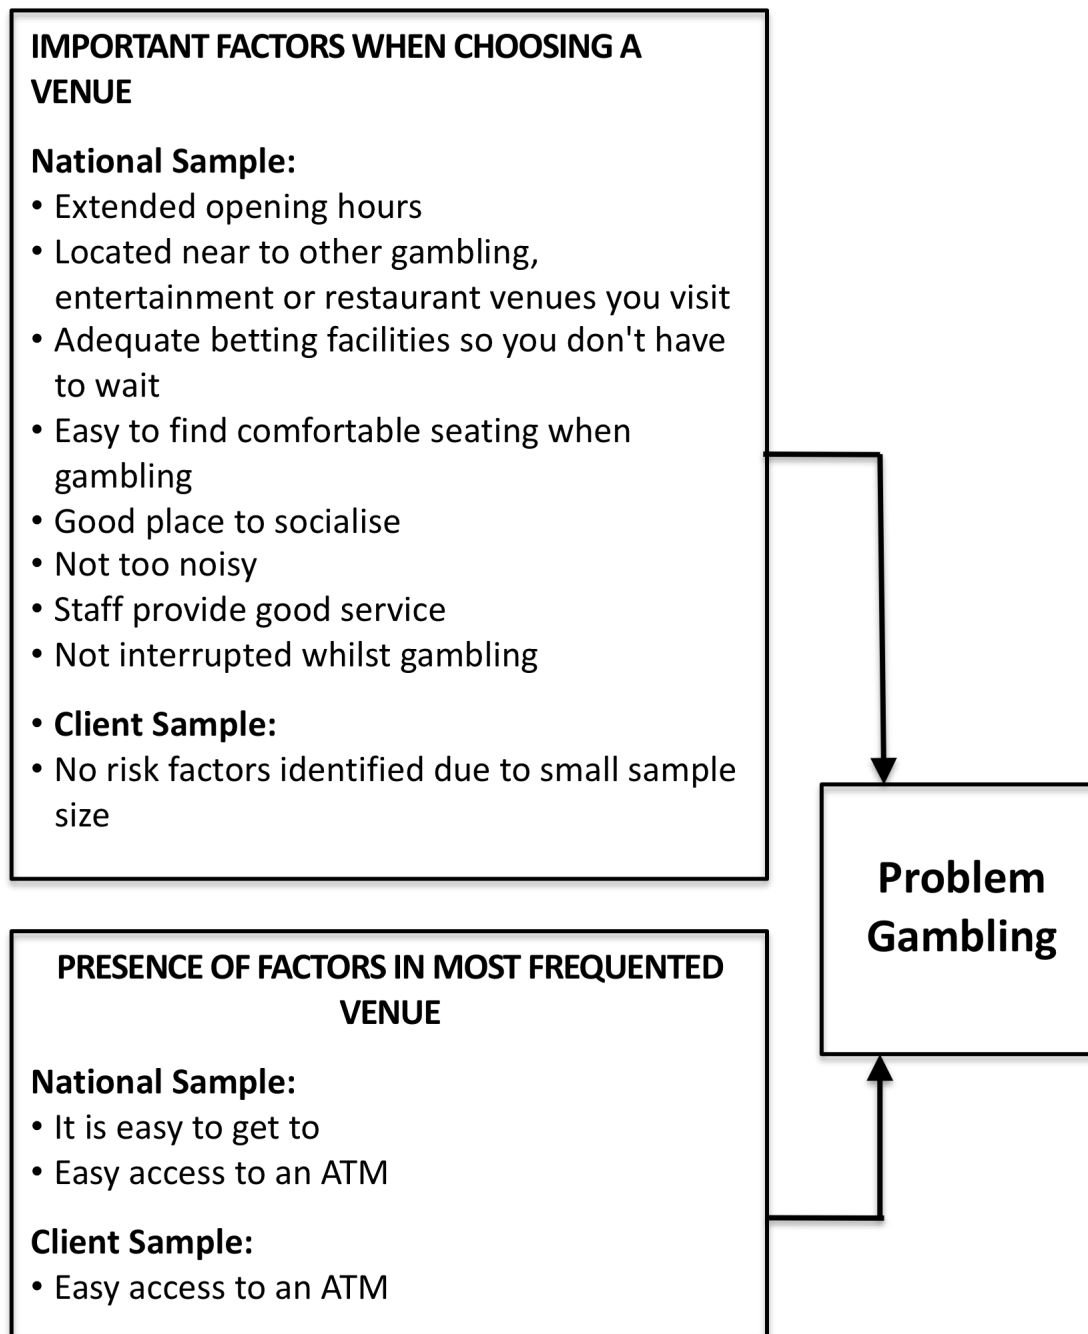 IMPORTANT FACTORS WHEN CHOOSING A
VENUE
National Sample:
• Extended opening hours
• Located near to other gambling,
entertainment or restaurant venues you visit
• Adequate betting facilities so you don't have
to wait
• Easy to find comfortable seating when
gambling
• Good place to socialise
• Not too noisy
• Staff provide good service
• Not interrupted whilst gambling
• Client Sample:
• No risk factors identified due to small sample
size
Problem
Gambling
PRESENCE OF FACTORS IN MOST FREQUENTED
VENUE
National Sample:
• It is easy to get to
• Easy access to an ATM
Client Sample:
• Easy access to an ATM